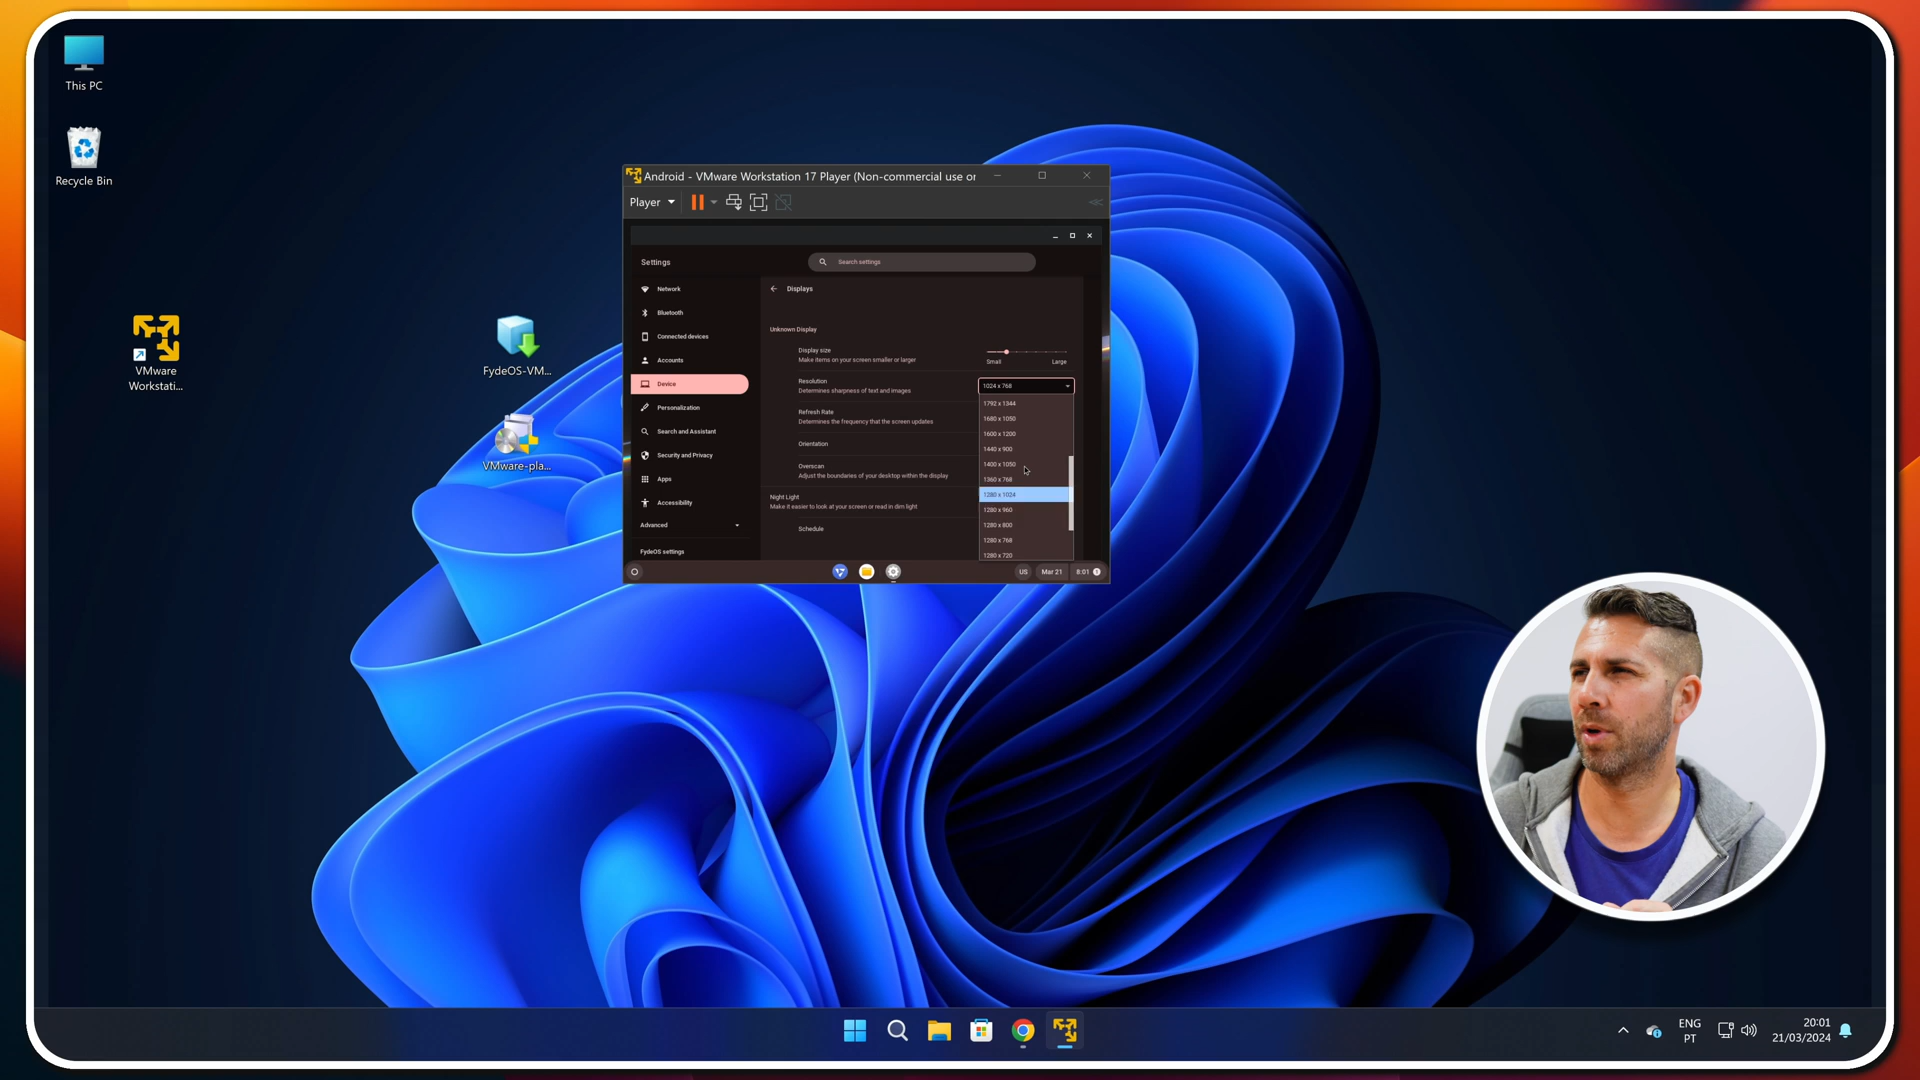 This PC
Recycle Bin
VMware
Workstati...
FydeOS-VM...
VMware-pla...
Android - VMware Workstation 17 Player (Non-commercial use or
Player
Settings
Search settings
Network
Bluetooth
Connected devices
Accounts
Device
Personalization
Search and Assistant
Security and Privacy
Apps
Accessibility
Advanced
FydeOS settings
Displays
Unknown Display
Display size
Make items on your screen smaller or larger
Small Large
Resolution
Determines sharpness of text and images
1024 x 768
Refresh Rate
Determines the frequency that the screen updates
Orientation
Overscan
Adjust the boundaries of your desktop within the display
Night Light
Make it easier to look at your screen or read in dim light
Schedule
1792 x 1344
1680 x 1050
1600 x 1200
1440 x 900
1400 x 1050
1360 x 768
1280 x 1024
1280 x 960
1280 x 800
1280 x 768
1280 x 720
US Mar 21 8:01 1
ENG
PT
20:01
21/03/2024